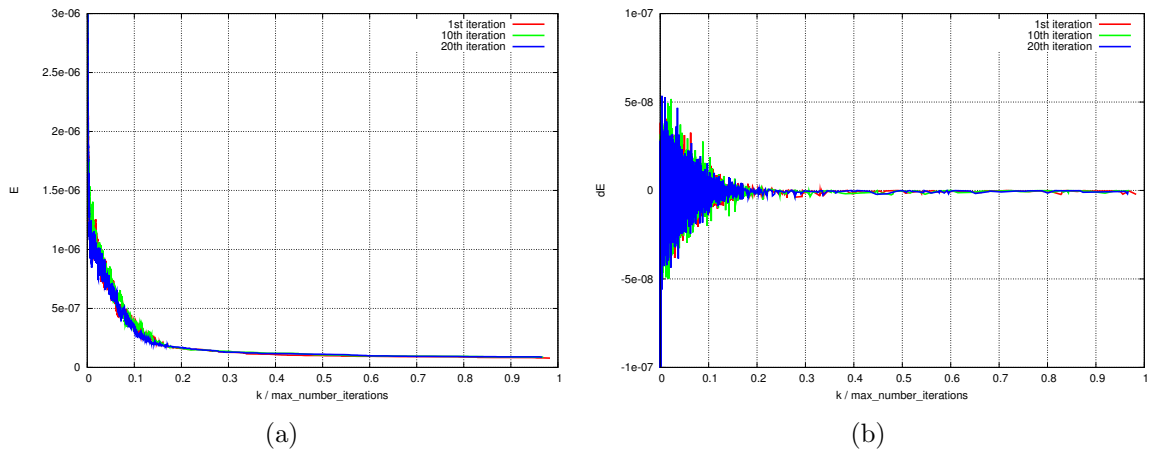 3e-06
2.5e-06
2e-06
1.5e-06
1e-06
5e-07
0
E
0 0.1 0.2 0.3 0.4 0.5 0.6 0.7 0.8 0.9 1
k / max_number_iterations
1st iteration
10th iteration
20th iteration
(a)
1e-07
5e-08
0
-5e-08
-1e-07
dE
0 0.1 0.2 0.3 0.4 0.5 0.6 0.7 0.8 0.9 1
k / max_number_iterations
1st iteration
10th iteration
20th iteration
(b)